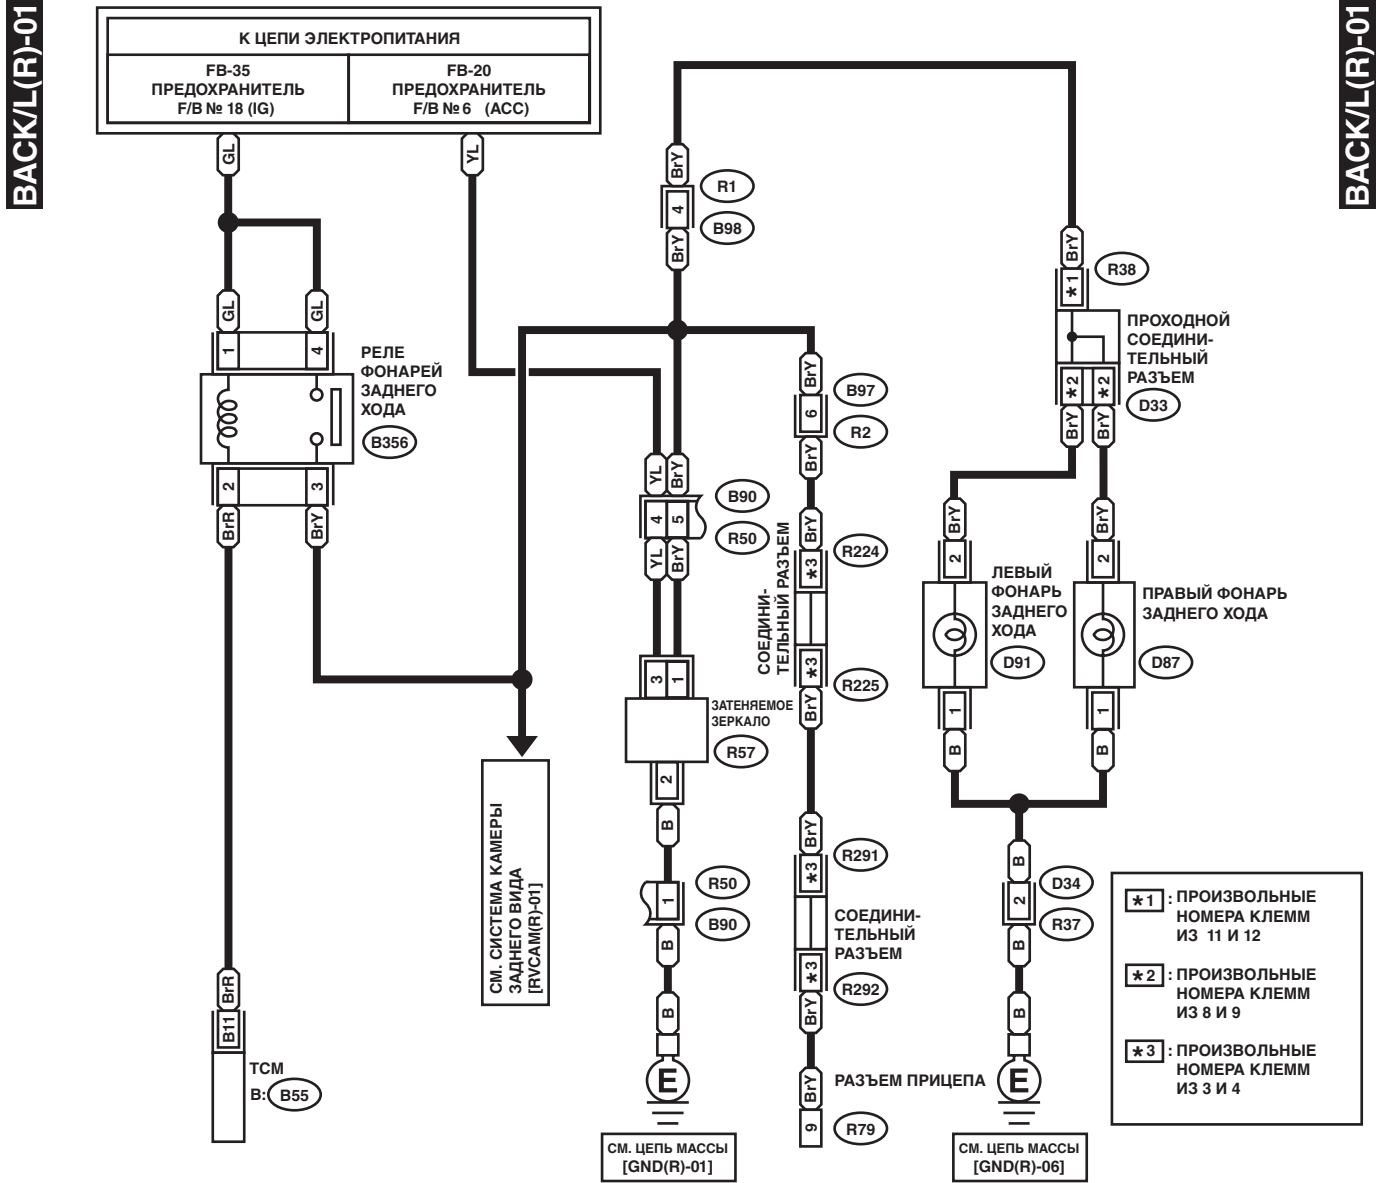 BACK/L(R)-01
BACK/L(R)-01
К ЦЕПИ ЭЛЕКТРОПИТАНИЯ
FB-35
ПРЕДОХРАНИТЕЛЬ
F/B № 18 (IG)
FB-20
ПРЕДОХРАНИТЕЛЬ
F/B № 6 (ACC)
GL
YL
GL
GL
1
4
РЕЛЕ
ФОНАРЕЙ
ЗАДНЕГО
ХОДА
B356
2
3
BrR
BrY
BrR
B11
TCM
B: B55
СМ. СИСТЕМА КАМЕРЫ
ЗАДНЕГО ВИДА
[RVCAM(R)-01]
BrY
4
R1
B98
BrY
YL
BrY
4
5
B90
R50
YL
BrY
3
1
ЗАТЕНЯЕМОЕ
ЗЕРКАЛО
R57
2
B
1
R50
B90
B
B
E
СМ. ЦЕПЬ МАССЫ
[GND(R)-01]
BrY
6
B97
R2
BrY
BrY
*3
R224
СОЕДИНИ-
ТЕЛЬНЫЙ РАЗЪЕМ
*3
R225
BrY
BrY
*3
R291
СОЕДИНИ-
ТЕЛЬНЫЙ
РАЗЪЕМ
*3
R292
BrY
BrY
РАЗЪЕМ ПРИЦЕПА
9
R79
BrY
*1
R38
ПРОХОДНОЙ
СОЕДИНИ-
ТЕЛЬНЫЙ
РАЗЪЕМ
*2
*2
D33
BrY
BrY
BrY
BrY
2
2
ЛЕВЫЙ
ФОНАРЬ
ЗАДНЕГО
ХОДА
D91
ПРАВЫЙ ФОНАРЬ
ЗАДНЕГО ХОДА
D87
1
1
B
B
B
2
D34
R37
B
B
E
СМ. ЦЕПЬ МАССЫ
[GND(R)-06]
*1 : ПРОИЗВОЛЬНЫЕ
НОМЕРА КЛЕММ
ИЗ 11 И 12
*2 : ПРОИЗВОЛЬНЫЕ
НОМЕРА КЛЕММ
ИЗ 8 И 9
*3 : ПРОИЗВОЛЬНЫЕ
НОМЕРА КЛЕММ
ИЗ 3 И 4